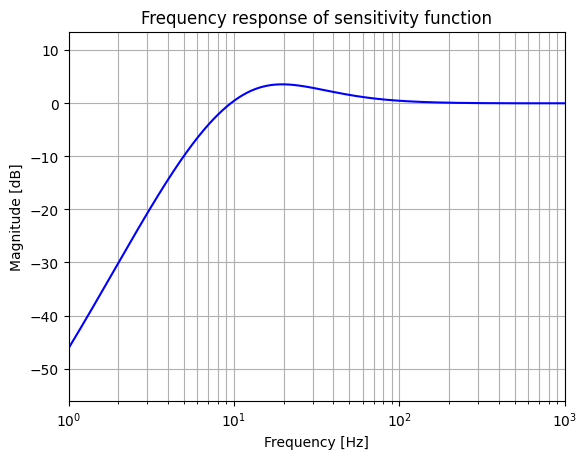 Frequency response of sensitivity function
Magnitude [dB]
10
0
−10
−20
−30
−40
−50
10⁰ 10¹ 10² 10³
Frequency [Hz]